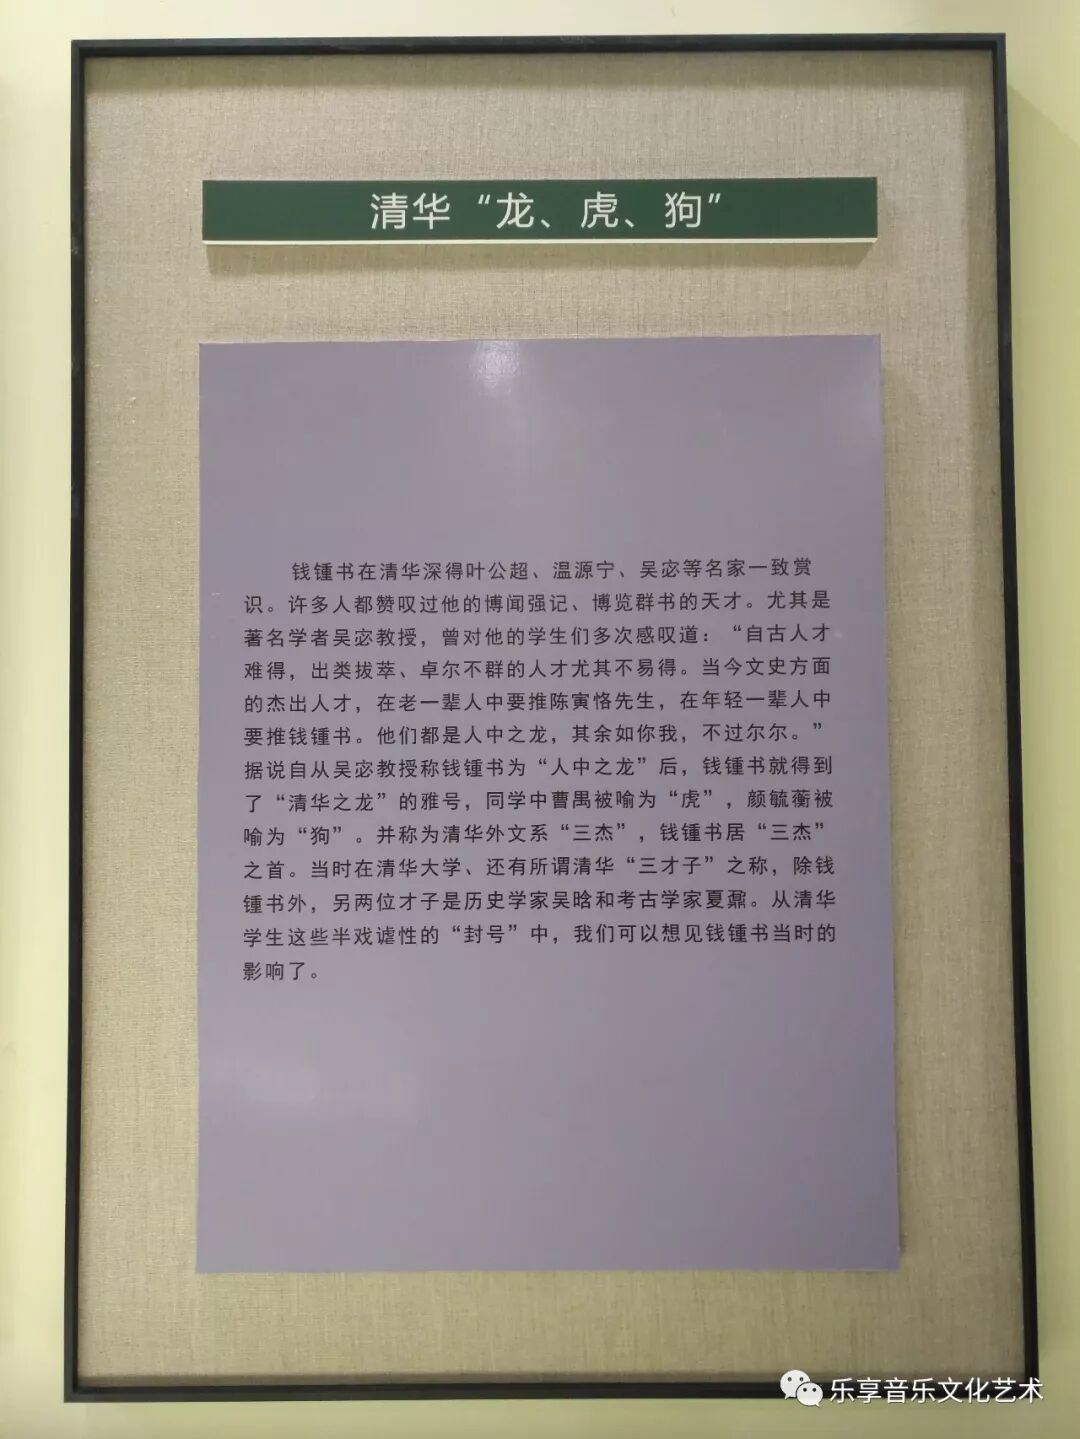 清华“龙、虎、狗”
钱锺书在清华深得叶公超、温源宁、吴宓等名家一致赏
识。许多人都赞叹过他的博闻强记、博览群书的天才。尤其是
著名学者吴宓教授，曾对他的学生们多次感叹道：“自古人才
难得，出类拔萃、卓尔不群的人才尤其不易得。当今文史方面
的杰出人才，在老一辈人中要推陈寅恪先生，在年轻一辈人中
要推钱锺书。他们都是人中之龙，其余如你我，不过尔尔。”
据说自从吴宓教授称钱锺书为“人中之龙”后，钱锺书就得到
了“清华之龙”的雅号，同学中曹禺被喻为“虎”，颜毓蘅被
喻为“狗”。并称为清华外文系“三杰”，钱锺书居“三杰”
之首。当时在清华大学、还有所谓清华“三才子”之称，除钱
锺书外，另两位才子是历史学家吴晗和考古学家夏鼐。从清华
学生这些半戏谑性的“封号”中，我们可以想见钱锺书当时的
影响了。
乐享音乐文化艺术